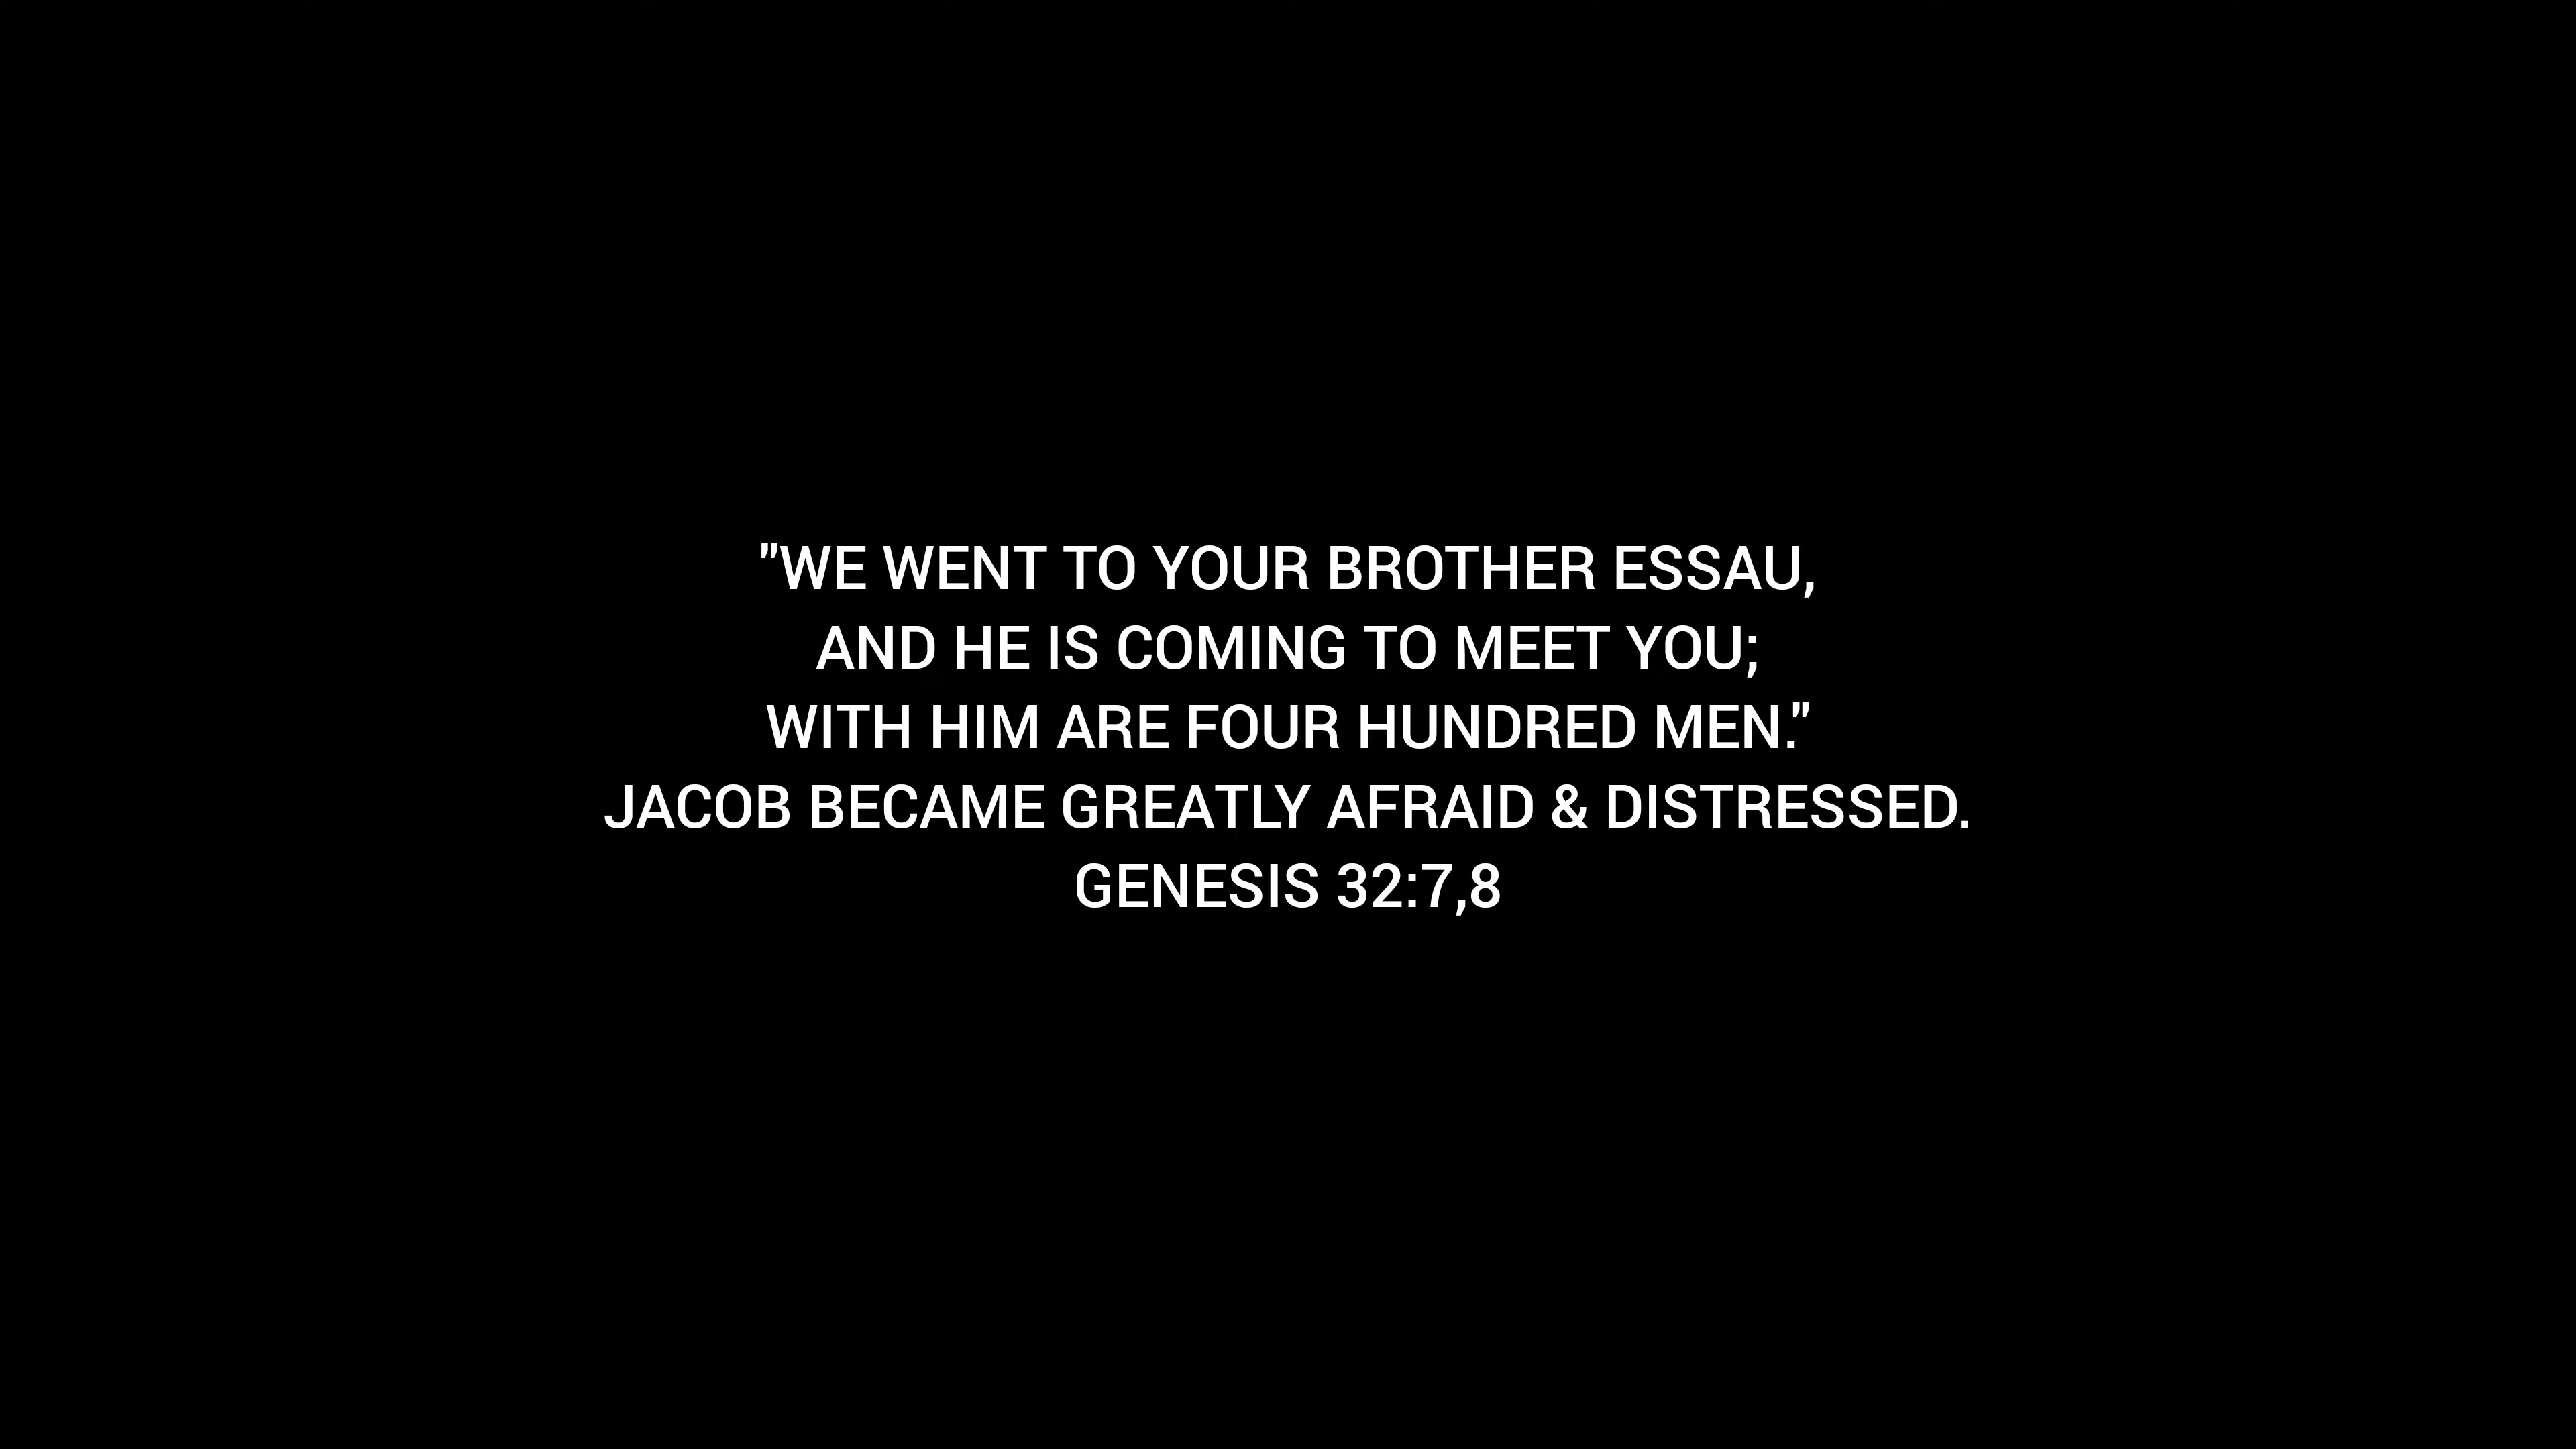 "WE WENT TO YOUR BROTHER ESSAU,
AND HE IS COMING TO MEET YOU;
WITH HIM ARE FOUR HUNDRED MEN."
JACOB BECAME GREATLY AFRAID & DISTRESSED.
GENESIS 32:7,8